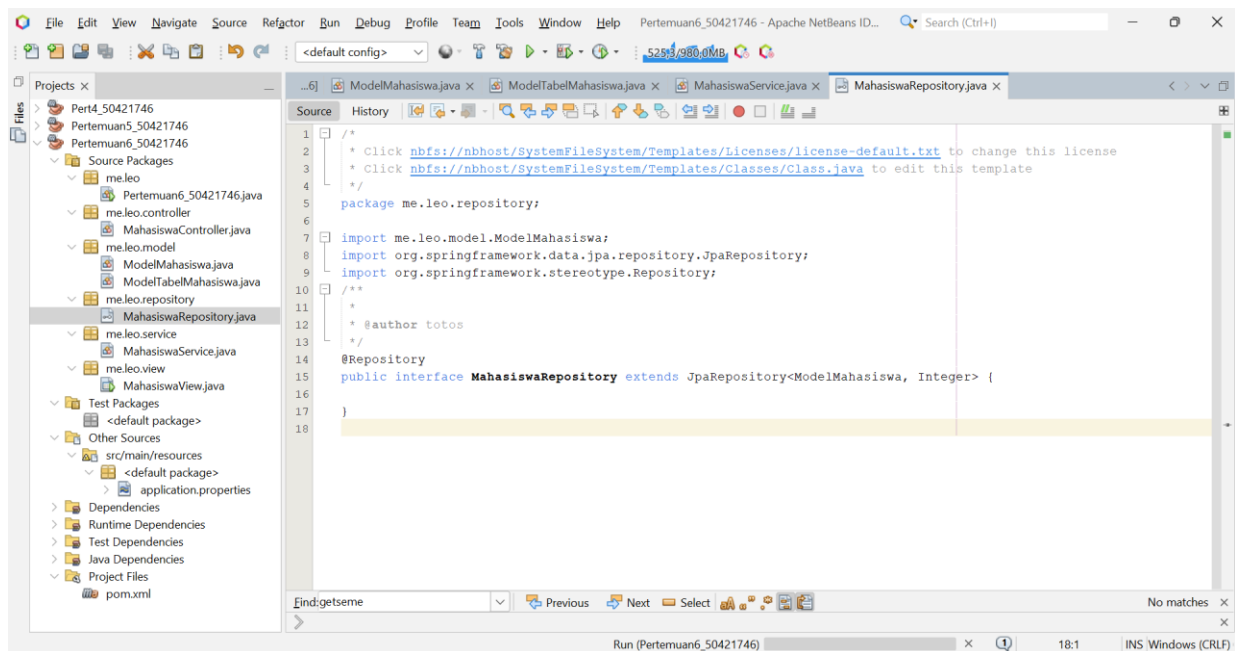 File Edit View Navigate Source Refactor Run Debug Profile Team Tools Window Help Pertemuan6_50421746 - Apache NetBeans ID... Search (Ctrl+I)
<default config> 525,3/980,0MB
Projects
Files
Pert4_50421746
Pertemuan5_50421746
Pertemuan6_50421746
Source Packages
me.leo
Pertemuan6_50421746.java
me.leo.controller
MahasiswaController.java
me.leo.model
ModelMahasiswa.java
ModelTabelMahasiswa.java
me.leo.repository
MahasiswaRepository.java
me.leo.service
MahasiswaService.java
me.leo.view
MahasiswaView.java
Test Packages
<default package>
Other Sources
src/main/resources
<default package>
application.properties
Dependencies
Runtime Dependencies
Test Dependencies
Java Dependencies
Project Files
pom.xml
...6] ModelMahasiswa.java ModelTabelMahasiswa.java MahasiswaService.java MahasiswaRepository.java
Source History
1 /*
2 * Click nbfs://nbhost/SystemFileSystem/Templates/Licenses/license-default.txt to change this license
3 * Click nbfs://nbhost/SystemFileSystem/Templates/Classes/Class.java to edit this template
4 */
5 package me.leo.repository;
6
7 import me.leo.model.ModelMahasiswa;
8 import org.springframework.data.jpa.repository.JpaRepository;
9 import org.springframework.stereotype.Repository;
10 /**
11 *
12 * @author totos
13 */
14 @Repository
15 public interface MahasiswaRepository extends JpaRepository<ModelMahasiswa, Integer> {
16
17 }
18
Find: getseme Previous Next Select No matches
Run (Pertemuan6_50421746) 1 18:1 INS Windows (CRLF)